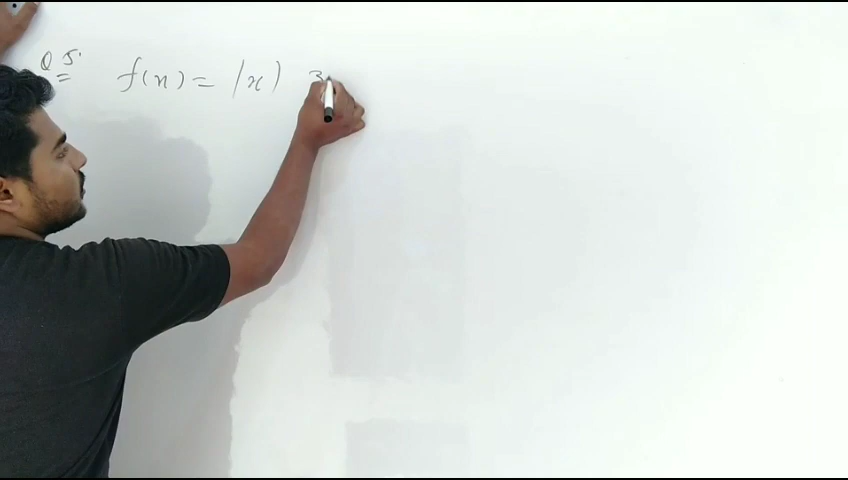 Q5. f(x) = |x|